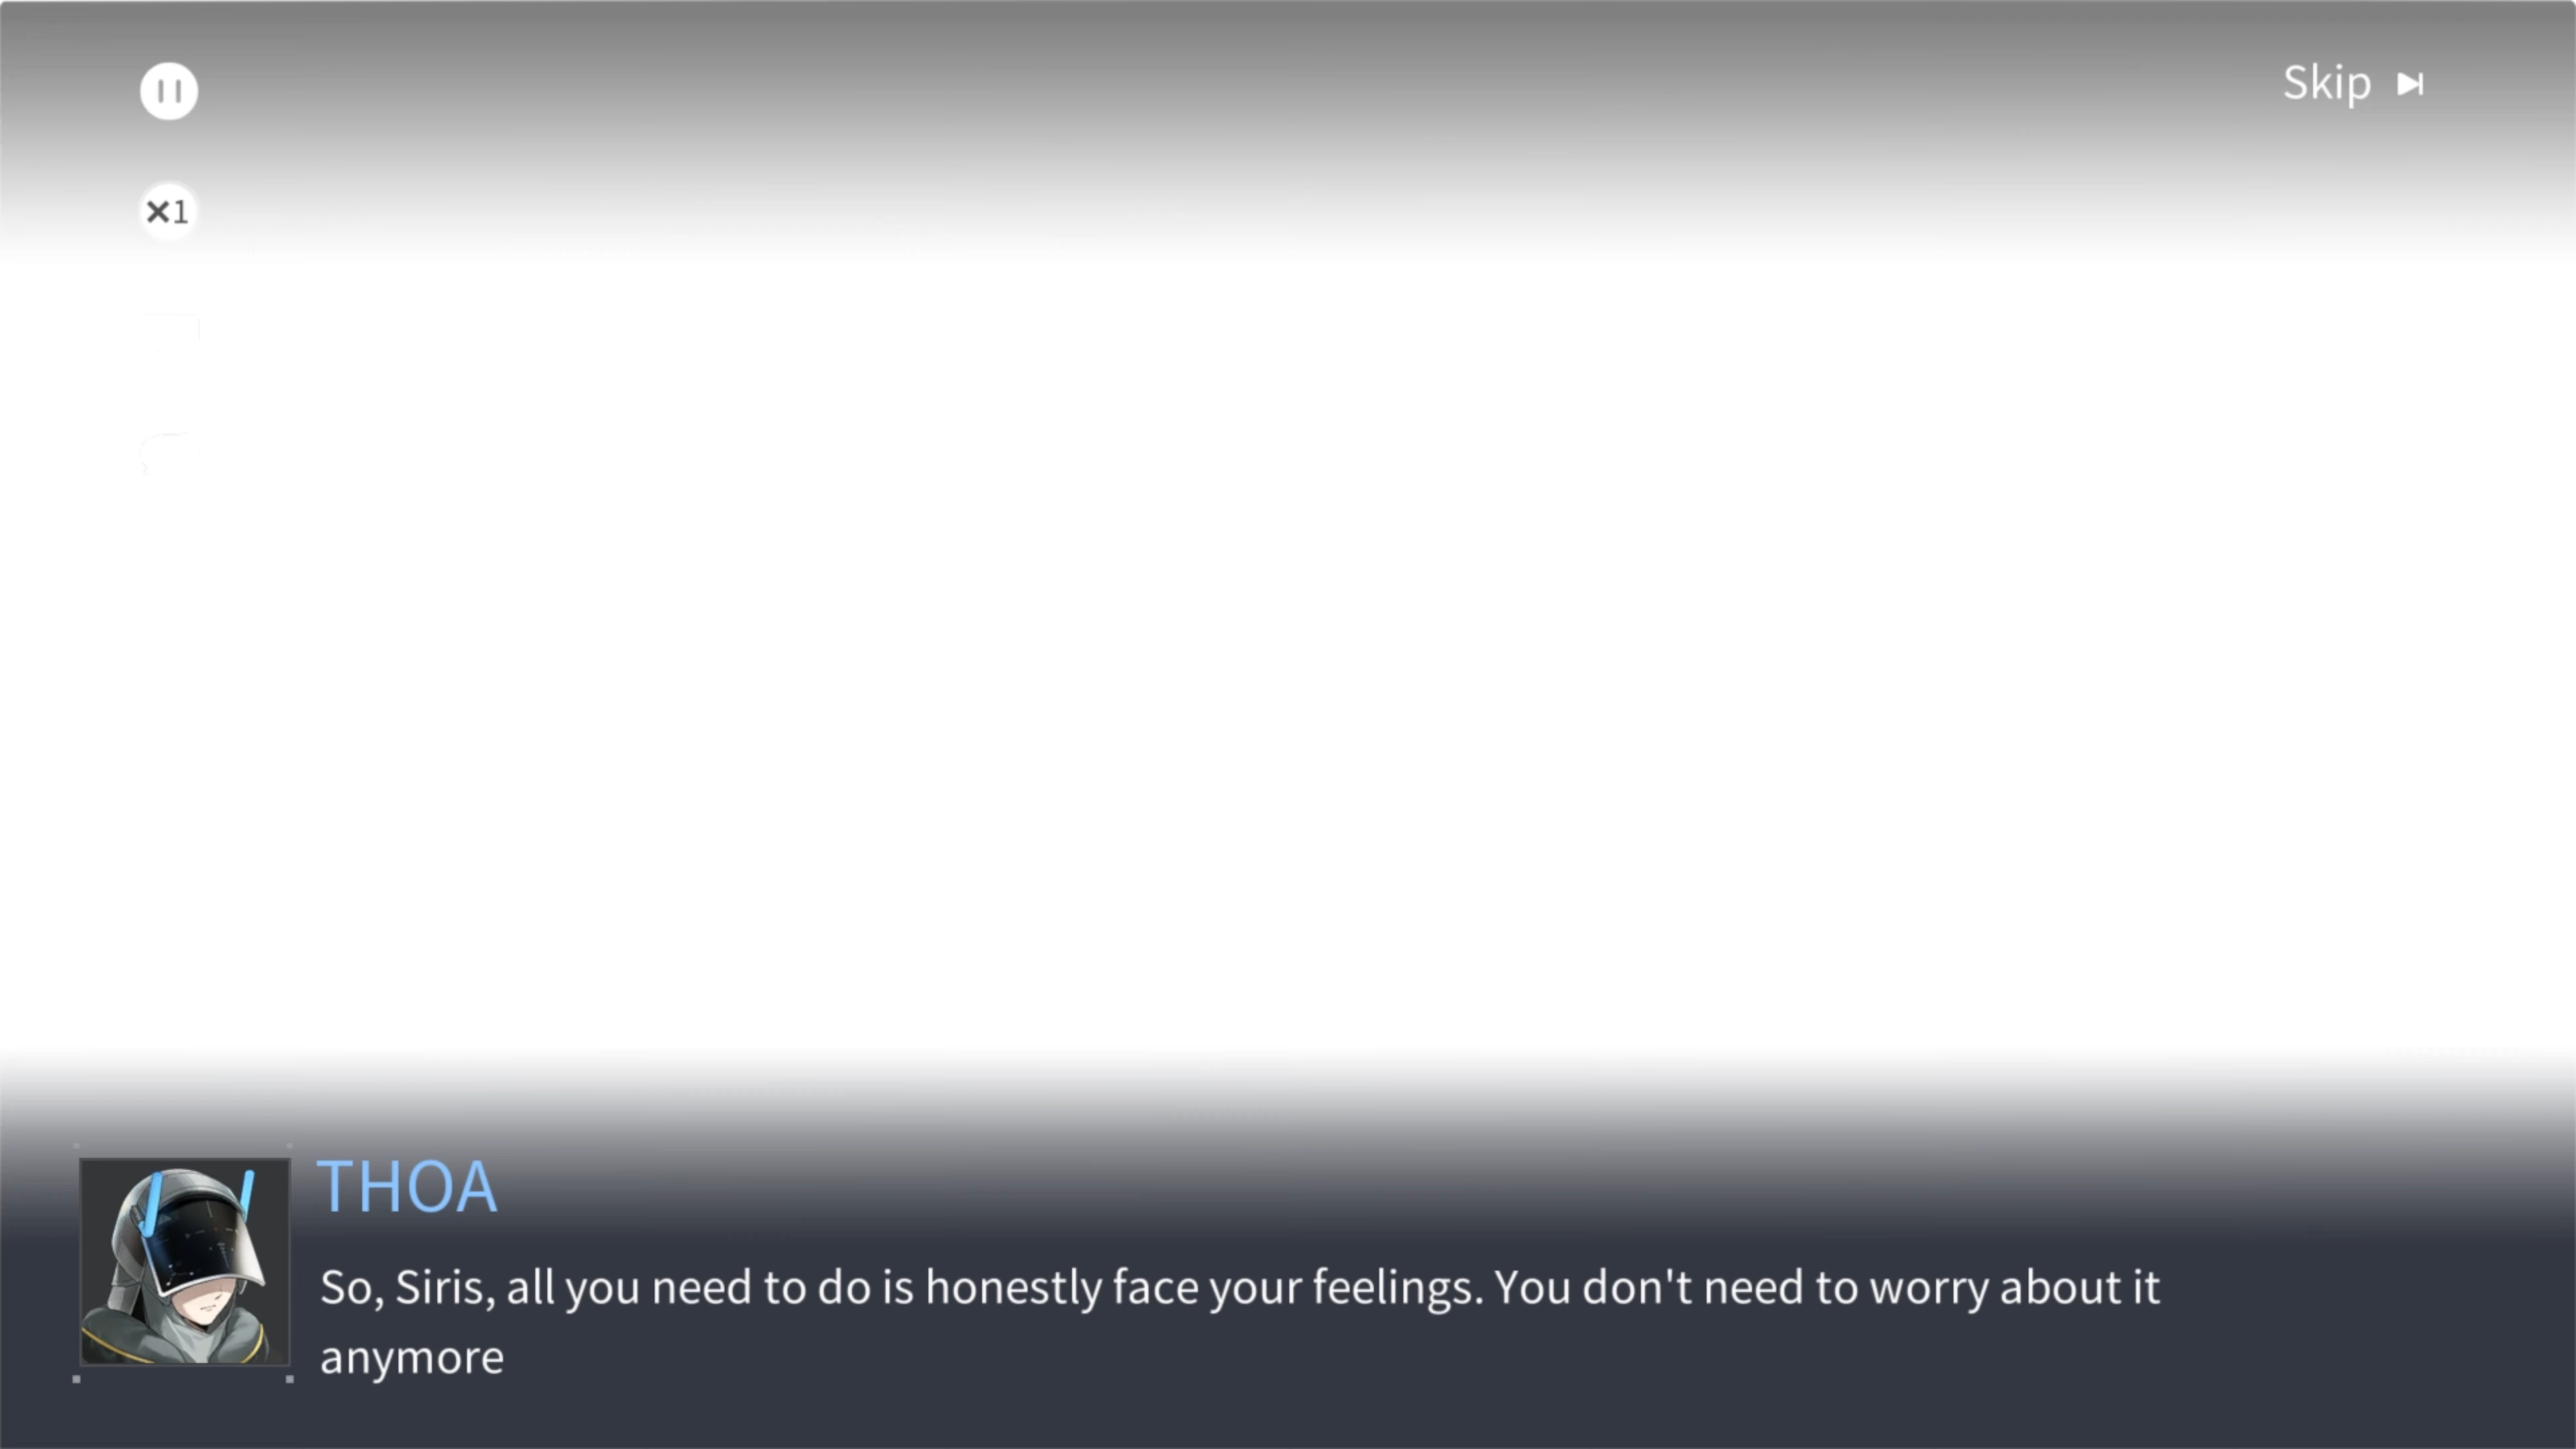 Skip
×1
THOA
So, Siris, all you need to do is honestly face your feelings. You don't need to worry about it
anymore